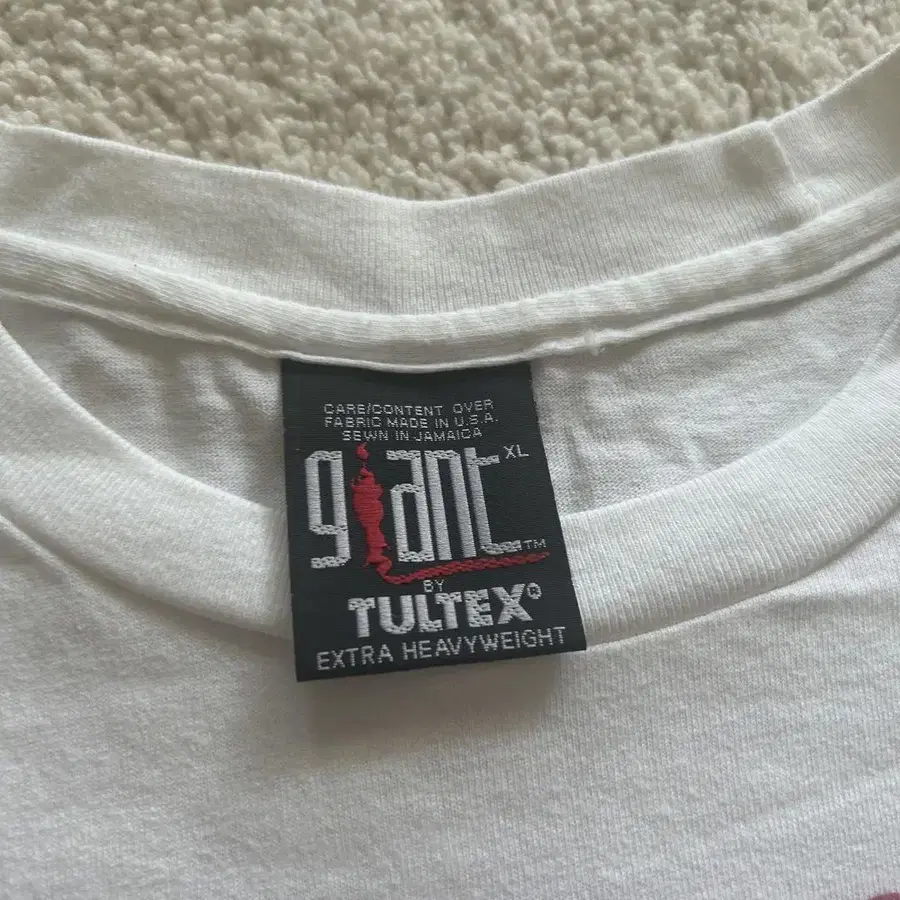 CARE/CONTENT OVER
FABRIC MADE IN U.S.A.
SEWN IN JAMAICA
giant XL
TM
BY
TULTEX®
EXTRA HEAVYWEIGHT